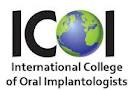 ICOI
International College
of Oral Implantologists